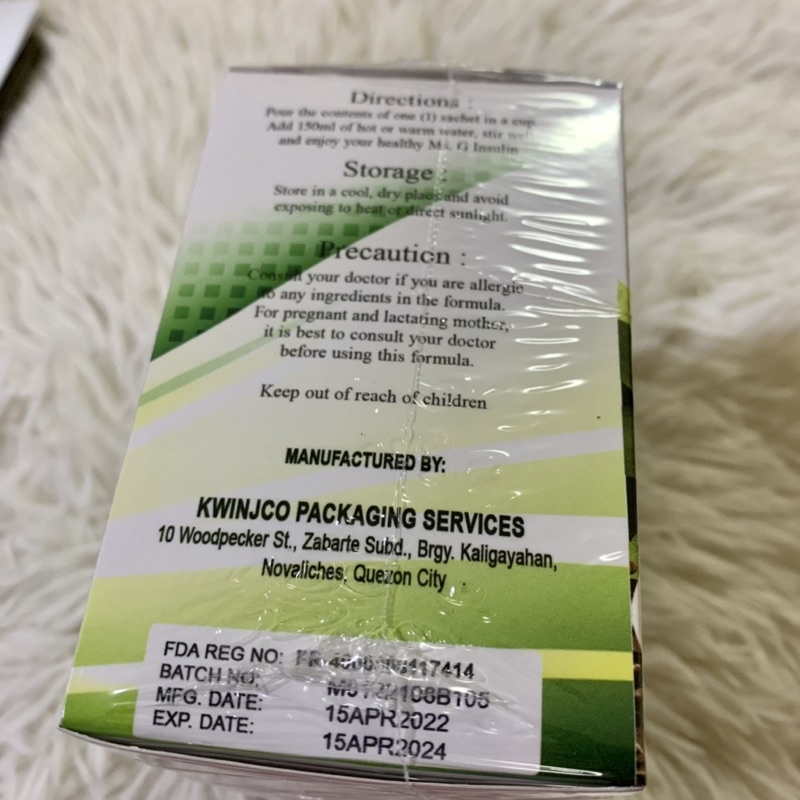 Directions :
Pour the contents of one (1) sachet in a cup.
Add 150ml of hot or warm water, stir well
and enjoy your healthy Ms. G Insulin
Storage :
Store in a cool, dry place and avoid
exposing to heat or direct sunlight.
Precaution :
Consult your doctor if you are allergic
to any ingredients in the formula.
For pregnant and lactating mother,
it is best to consult your doctor
before using this formula.
Keep out of reach of children
MANUFACTURED BY:
KWINJCO PACKAGING SERVICES
10 Woodpecker St., Zabarte Subd., Brgy. Kaligayahan,
Novaliches, Quezon City
FDA REG NO:
BATCH NO:
MFG. DATE: 15APR2022
EXP. DATE: 15APR2024